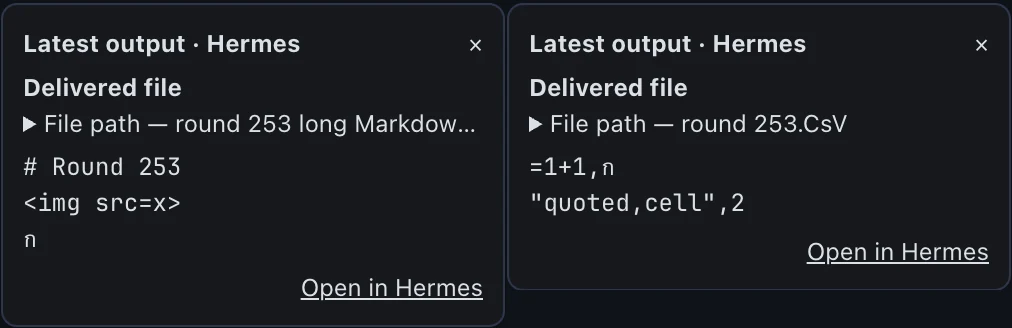 Latest output · Hermes ×
Delivered file
▶ File path — round 253 long Markdow...
# Round 253
<img src=x>
ก
Open in Hermes
Latest output · Hermes ×
Delivered file
▶ File path — round 253.CsV
=1+1,ก
"quoted,cell",2
Open in Hermes